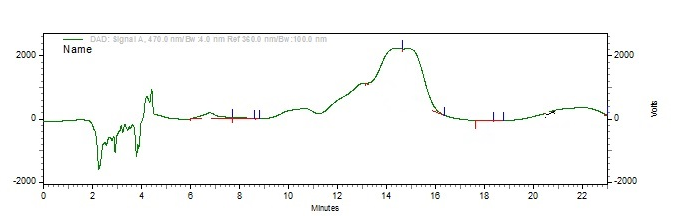 DAD: Signal A, 470.0 nm/Bw:4.0 nm Ref 360.0 nm/Bw:100.0 nm
Name
2000 2000
0 0
-2000 -2000
Volts
0 2 4 6 8 10 12 14 16 18 20 22
Minutes